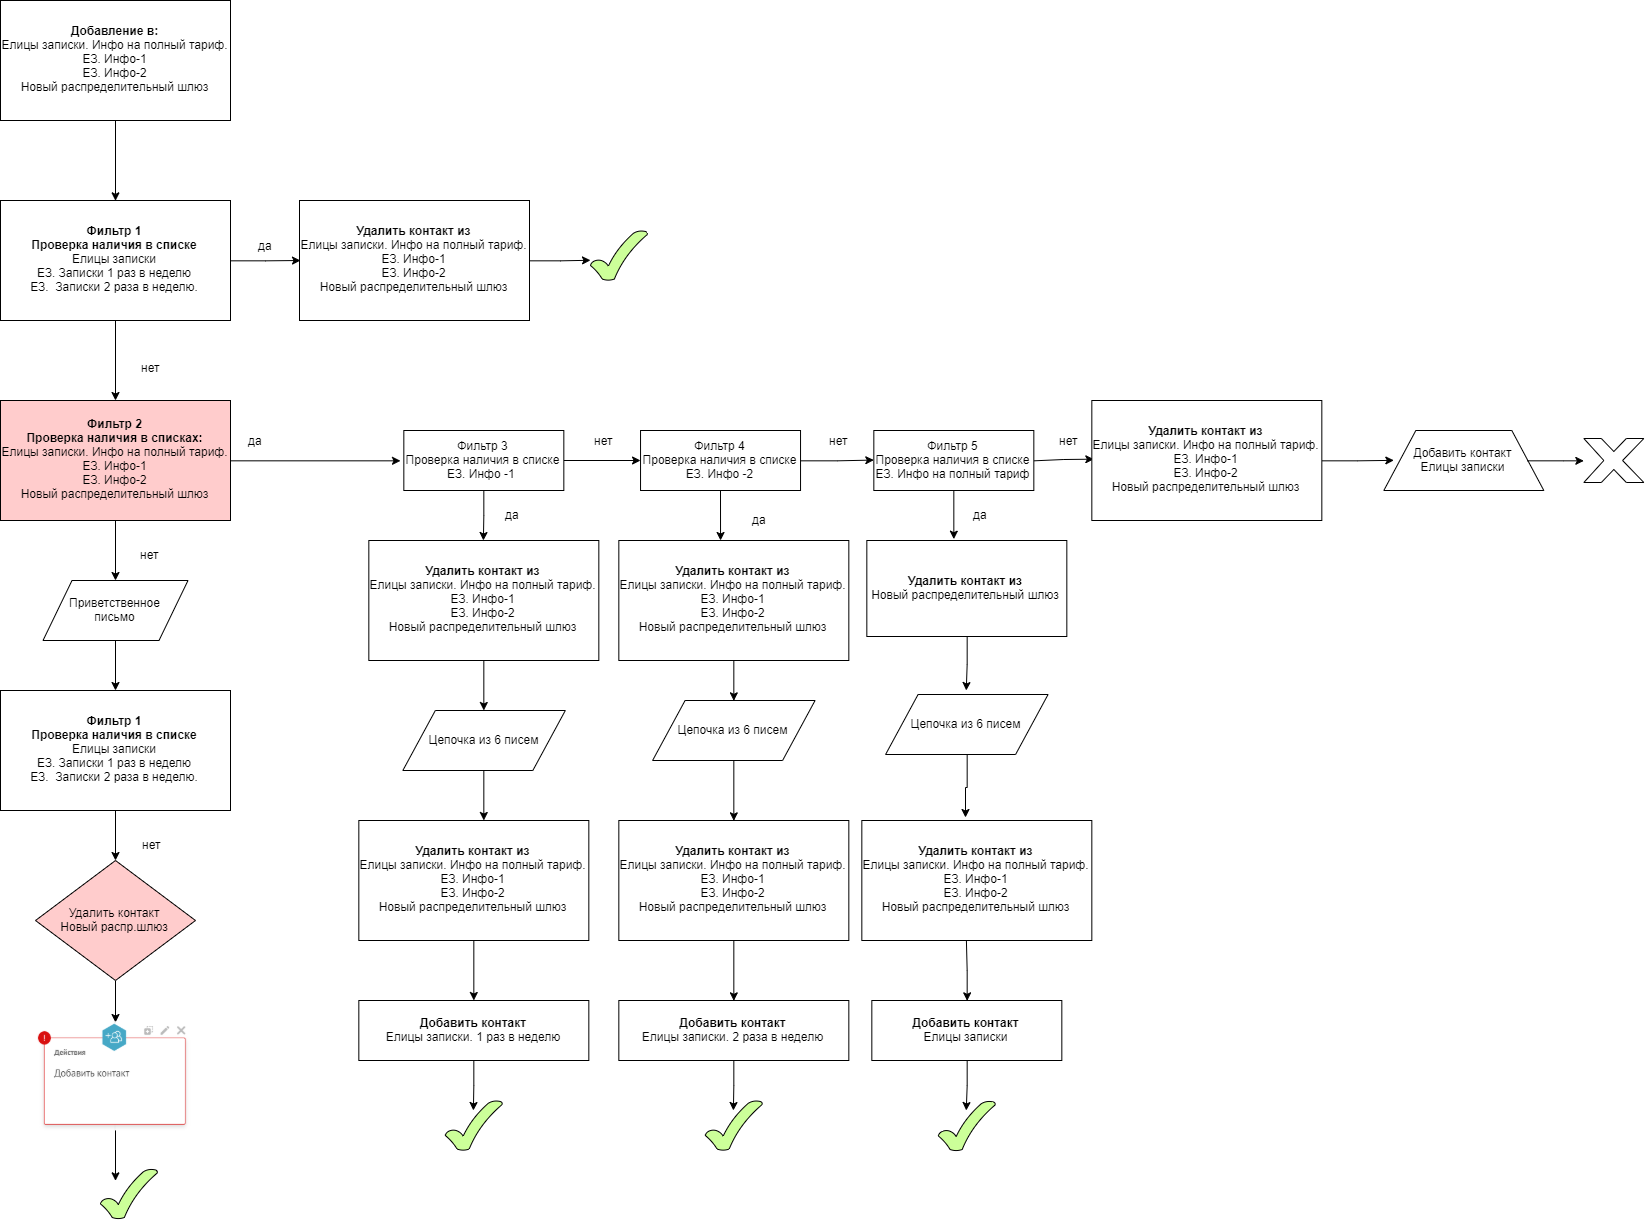 Добавление в:
Елицы записки. Инфо на полный тариф.
ЕЗ. Инфо-1
ЕЗ. Инфо-2
Новый распределительный шлюз
Фильтр 1
Проверка наличия в списке
Елицы записки
ЕЗ. Записки 1 раз в неделю
ЕЗ.  Записки 2 раза в неделю.
да
Удалить контакт из
Елицы записки. Инфо на полный тариф.
ЕЗ. Инфо-1
ЕЗ. Инфо-2
Новый распределительный шлюз
нет
Фильтр 2
Проверка наличия в списках:
Елицы записки. Инфо на полный тариф.
ЕЗ. Инфо-1
ЕЗ. Инфо-2
Новый распределительный шлюз
да
Фильтр 3
Проверка наличия в списке
ЕЗ. Инфо -1
нет
Фильтр 4
Проверка наличия в списке
ЕЗ. Инфо -2
нет
Фильтр 5
Проверка наличия в списке
ЕЗ. Инфо на полный тариф
нет
Удалить контакт из
Елицы записки. Инфо на полный тариф.
ЕЗ. Инфо-1
ЕЗ. Инфо-2
Новый распределительный шлюз
Добавить контакт
Елицы записки
нет
Приветственное
письмо
Фильтр 1
Проверка наличия в списке
Елицы записки
ЕЗ. Записки 1 раз в неделю
ЕЗ.  Записки 2 раза в неделю.
нет
Удалить контакт
Новый распр.шлюз
!
Действия
Добавить контакт
да
Удалить контакт из
Елицы записки. Инфо на полный тариф.
ЕЗ. Инфо-1
ЕЗ. Инфо-2
Новый распределительный шлюз
Цепочка из 6 писем
Удалить контакт из
Елицы записки. Инфо на полный тариф.
ЕЗ. Инфо-1
ЕЗ. Инфо-2
Новый распределительный шлюз
Добавить контакт
Елицы записки. 1 раз в неделю
да
Удалить контакт из
Елицы записки. Инфо на полный тариф.
ЕЗ. Инфо-1
ЕЗ. Инфо-2
Новый распределительный шлюз
Цепочка из 6 писем
Удалить контакт из
Елицы записки. Инфо на полный тариф.
ЕЗ. Инфо-1
ЕЗ. Инфо-2
Новый распределительный шлюз
Добавить контакт
Елицы записки. 2 раза в неделю
да
Удалить контакт из
Новый распределительный шлюз
Цепочка из 6 писем
Удалить контакт из
Елицы записки. Инфо на полный тариф.
ЕЗ. Инфо-1
ЕЗ. Инфо-2
Новый распределительный шлюз
Добавить контакт
Елицы записки